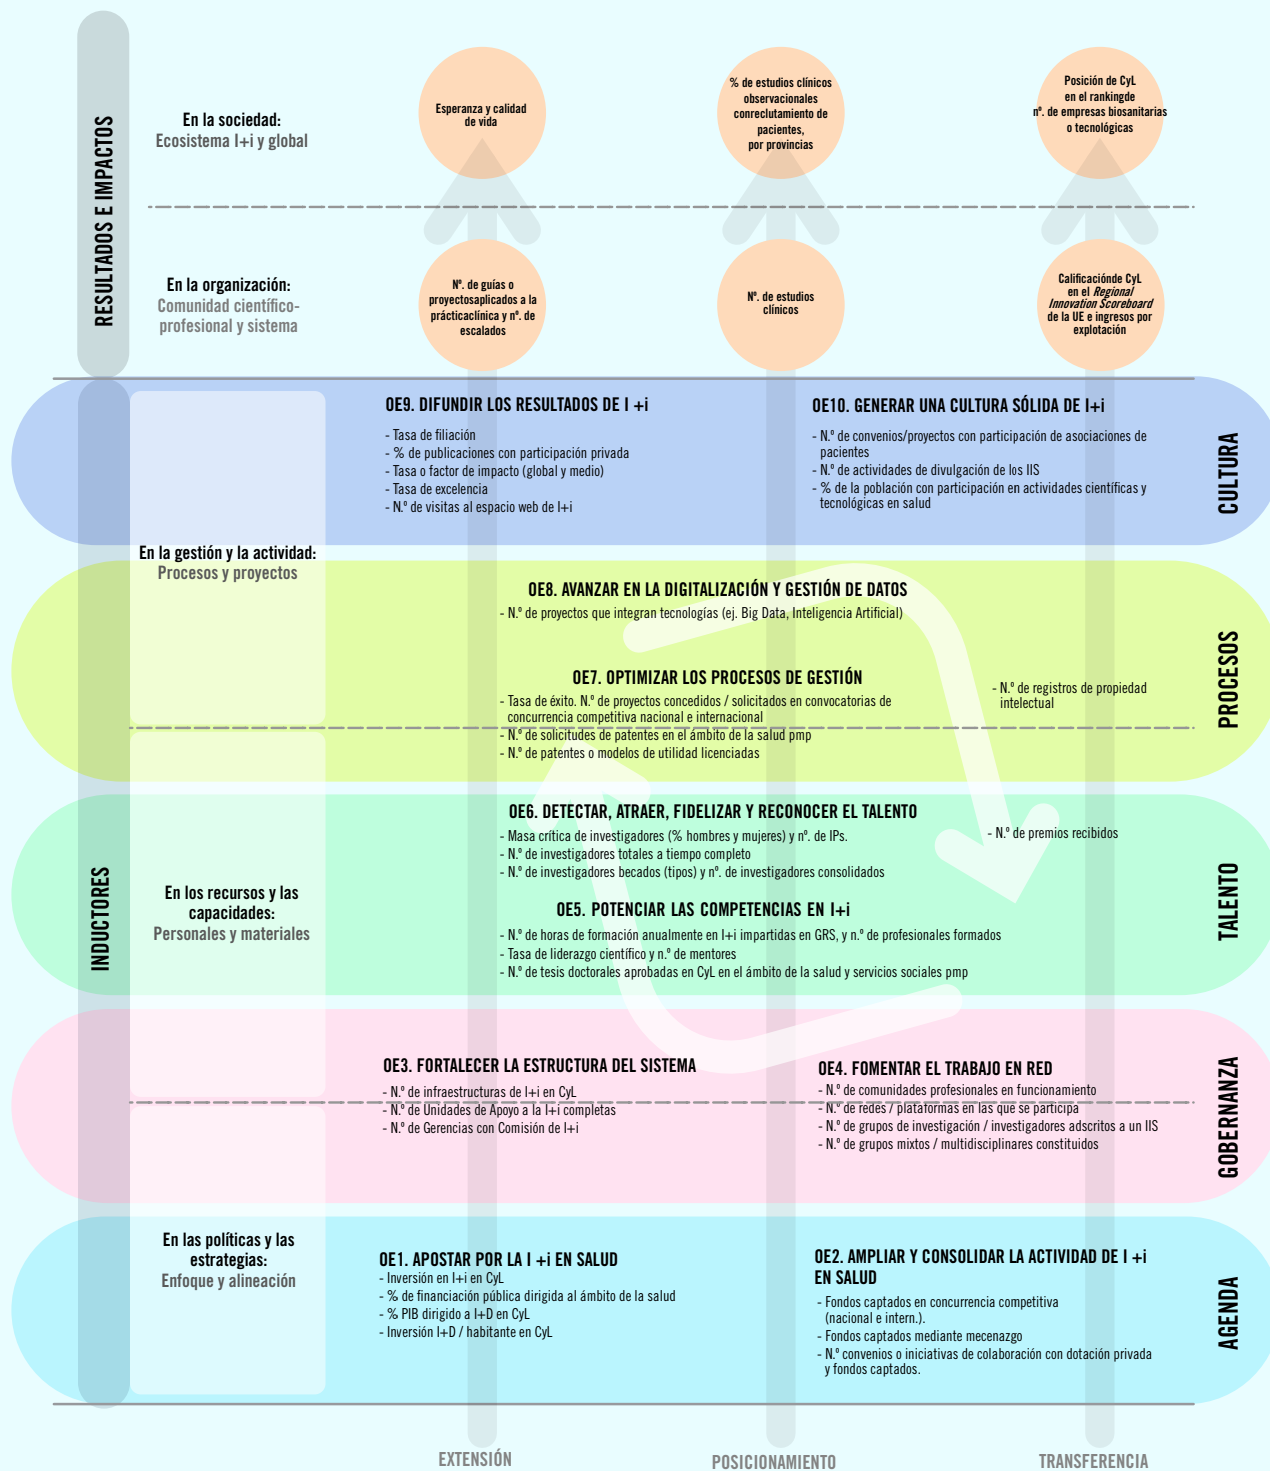 RESULTADOS E IMPACTOS
En la sociedad:
Ecosistema I+i y global
Esperanza y calidad
de vida
% de estudios clínicos
observacionales
conreclutamiento de
pacientes,
por provincias
Posición de CyL
en el rankingde
nº. de empresas biosanitarias
o tecnológicas
En la organización:
Comunidad científico-
profesional y sistema
Nº. de guías o
proyectosaplicados a la
prácticaclínica y nº. de
escalados
Nº. de estudios
clínicos
Calificaciónde CyL
en el Regional
Innovation Scoreboard
de la UE e ingresos por
explotación
INDUCTORES
En la gestión y la actividad:
Procesos y proyectos
En los recursos y las
capacidades:
Personales y materiales
En las políticas y las
estrategias:
Enfoque y alineación
OE9. DIFUNDIR LOS RESULTADOS DE I +i
- Tasa de filiación
- % de publicaciones con participación privada
- Tasa o factor de impacto (global y medio)
- Tasa de excelencia
- N.º de visitas al espacio web de I+i
OE10. GENERAR UNA CULTURA SÓLIDA DE I+i
- N.º de convenios/proyectos con participación de asociaciones de
pacientes
- N.º de actividades de divulgación de los IIS
- % de la población con participación en actividades científicas y
tecnológicas en salud
CULTURA
OE8. AVANZAR EN LA DIGITALIZACIÓN Y GESTIÓN DE DATOS
- N.º de proyectos que integran tecnologías (ej. Big Data, Inteligencia Artificial)
OE7. OPTIMIZAR LOS PROCESOS DE GESTIÓN
- Tasa de éxito. N.º de proyectos concedidos / solicitados en convocatorias de
concurrencia competitiva nacional e internacional
- N.º de solicitudes de patentes en el ámbito de la salud pmp
- N.º de patentes o modelos de utilidad licenciadas
- N.º de registros de propiedad
intelectual
PROCESOS
OE6. DETECTAR, ATRAER, FIDELIZAR Y RECONOCER EL TALENTO
- Masa crítica de investigadores (% hombres y mujeres) y nº. de IPs.
- N.º de investigadores totales a tiempo completo
- N.º de investigadores becados (tipos) y nº. de investigadores consolidados
- N.º de premios recibidos
OE5. POTENCIAR LAS COMPETENCIAS EN I+i
- N.º de horas de formación anualmente en I+i impartidas en GRS, y n.º de profesionales formados
- Tasa de liderazgo científico y n.º de mentores
- N.º de tesis doctorales aprobadas en CyL en el ámbito de la salud y servicios sociales pmp
TALENTO
OE3. FORTALECER LA ESTRUCTURA DEL SISTEMA
- N.º de infraestructuras de I+i en CyL
- N.º de Unidades de Apoyo a la I+i completas
- N.º de Gerencias con Comisión de I+i
OE4. FOMENTAR EL TRABAJO EN RED
- N.º de comunidades profesionales en funcionamiento
- N.º de redes / plataformas en las que se participa
- N.º de grupos de investigación / investigadores adscritos a un IIS
- N.º de grupos mixtos / multidisciplinares constituidos
GOBERNANZA
OE1. APOSTAR POR LA I +i EN SALUD
- Inversión en I+i en CyL
- % de financiación pública dirigida al ámbito de la salud
- % PIB dirigido a I+D en CyL
- Inversión I+D / habitante en CyL
OE2. AMPLIAR Y CONSOLIDAR LA ACTIVIDAD DE I +i
EN SALUD
- Fondos captados en concurrencia competitiva
(nacional e intern.).
- Fondos captados mediante mecenazgo
- N.º convenios o iniciativas de colaboración con dotación privada
y fondos captados.
AGENDA
EXTENSIÓN
POSICIONAMIENTO
TRANSFERENCIA